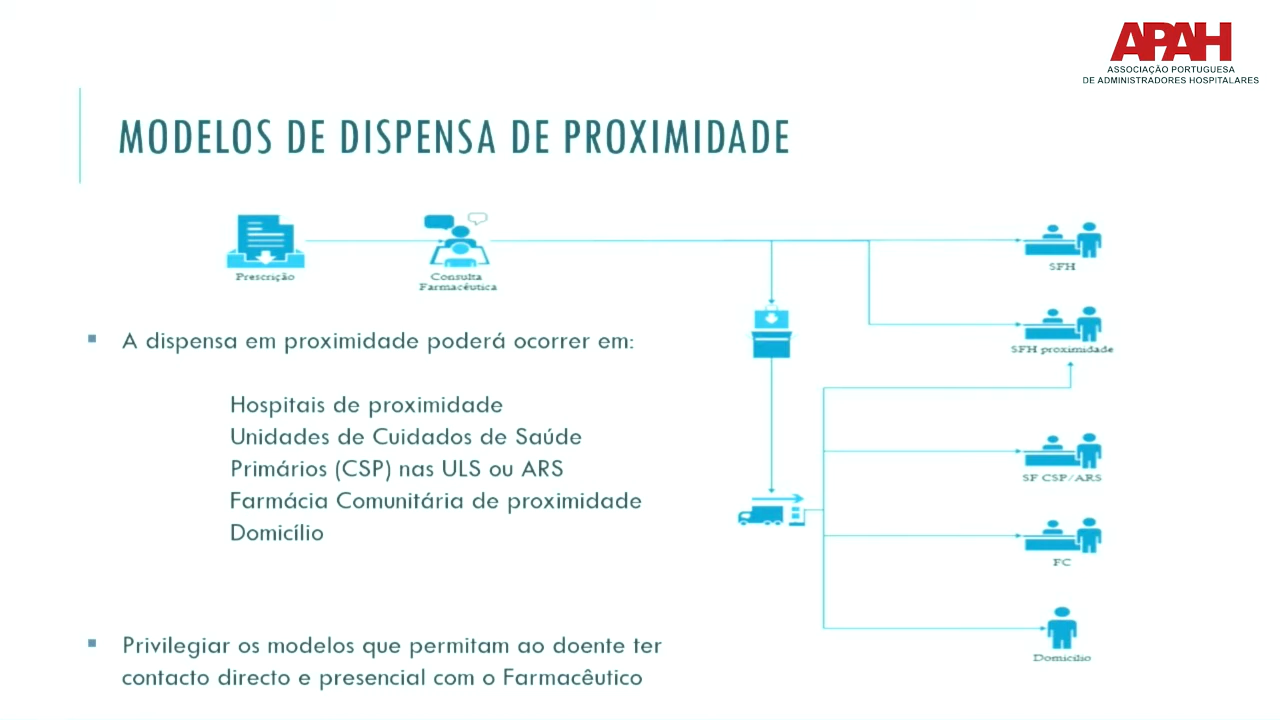 APAH
ASSOCIAÇÃO PORTUGUESA
DE ADMINISTRADORES HOSPITALARES
MODELOS DE DISPENSA DE PROXIMIDADE
Prescrição
Consulta
Farmacêutica
SFH
SFH proximidade
SF CSP/ARS
FC
Domicílio
A dispensa em proximidade poderá ocorrer em:
Hospitais de proximidade
Unidades de Cuidados de Saúde
Primários (CSP) nas ULS ou ARS
Farmácia Comunitária de proximidade
Domicílio
Privilegiar os modelos que permitam ao doente ter
contacto directo e presencial com o Farmacêutico